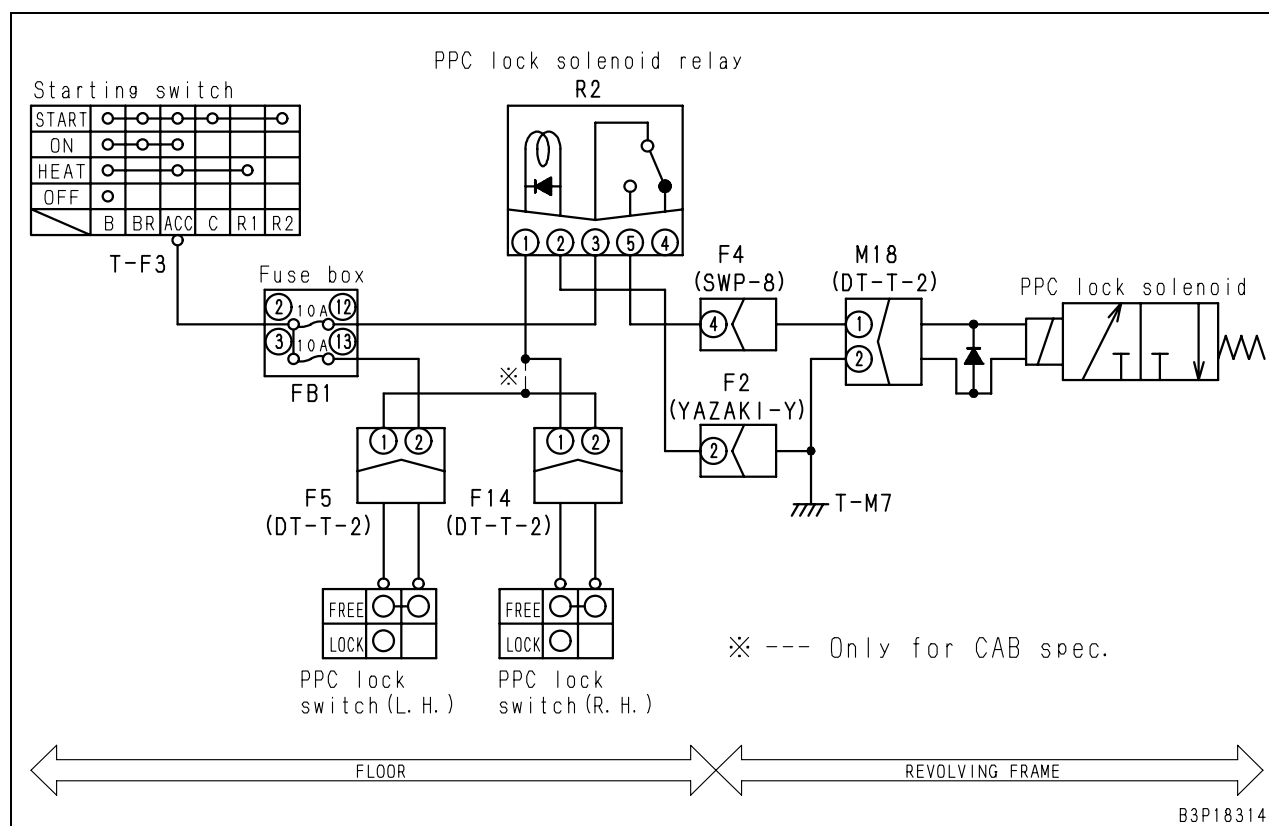 PPC lock solenoid relay
R2
Starting switch
START
ON
HEAT
OFF
B BR ACC C R1 R2
T-F3
1 2 3 5 4
Fuse box
2 10A 12
3 10A 13
FB1
F4
(SWP-8)
4
M18
(DT-T-2)
1
2
PPC lock solenoid
※
F2
(YAZAKI-Y)
2
T-M7
1 2
F5
(DT-T-2)
1 2
F14
(DT-T-2)
FREE
LOCK
PPC lock
switch(L.H.)
FREE
LOCK
PPC lock
switch(R.H.)
※ --- Only for CAB spec.
FLOOR
REVOLVING FRAME
B3P18314